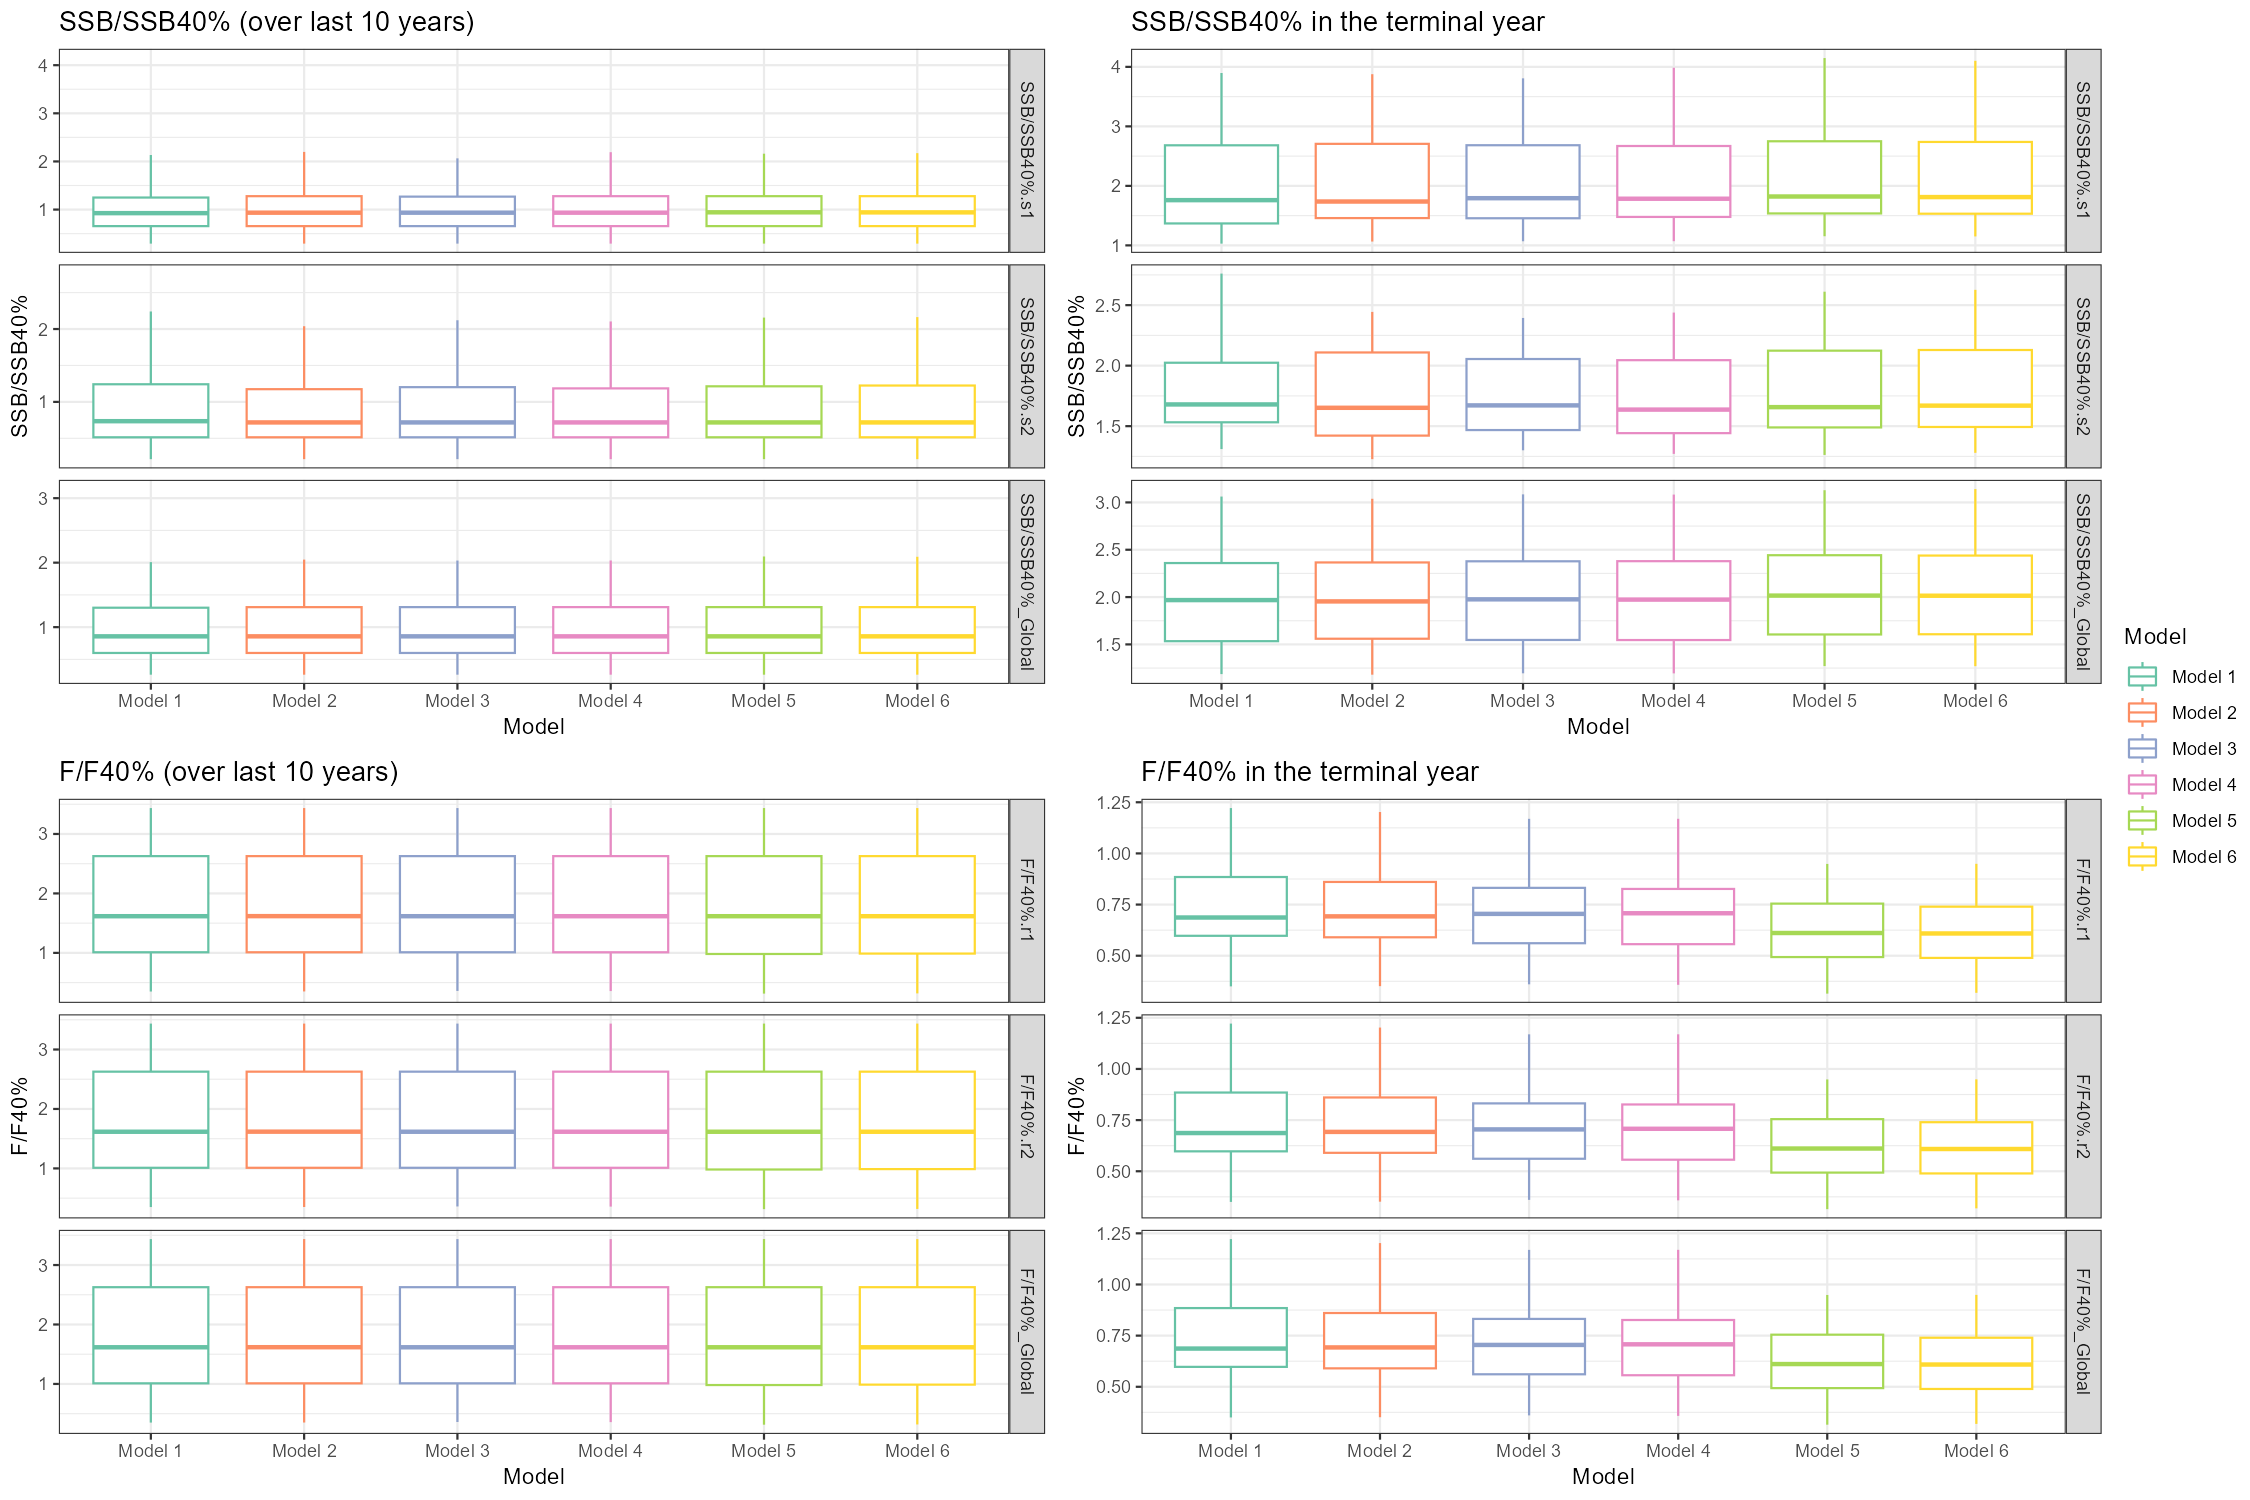 SSB/SSB40% (over last 10 years)
SSB/SSB40%
4
3
2
1
SSB/SSB40%.s1
2
1
SSB/SSB40%.s2
3
2
1
SSB/SSB40%_Global
Model 1 Model 2 Model 3 Model 4 Model 5 Model 6
Model
SSB/SSB40% in the terminal year
SSB/SSB40%
4
3
2
1
SSB/SSB40%.s1
2.5
2.0
1.5
SSB/SSB40%.s2
3.0
2.5
2.0
1.5
SSB/SSB40%_Global
Model 1 Model 2 Model 3 Model 4 Model 5 Model 6
Model
F/F40% (over last 10 years)
F/F40%
3
2
1
F/F40%.r1
3
2
1
F/F40%.r2
3
2
1
F/F40%_Global
Model 1 Model 2 Model 3 Model 4 Model 5 Model 6
Model
F/F40% in the terminal year
F/F40%
1.25
1.00
0.75
0.50
F/F40%.r1
1.25
1.00
0.75
0.50
F/F40%.r2
1.25
1.00
0.75
0.50
F/F40%_Global
Model 1 Model 2 Model 3 Model 4 Model 5 Model 6
Model
Model
Model 1
Model 2
Model 3
Model 4
Model 5
Model 6